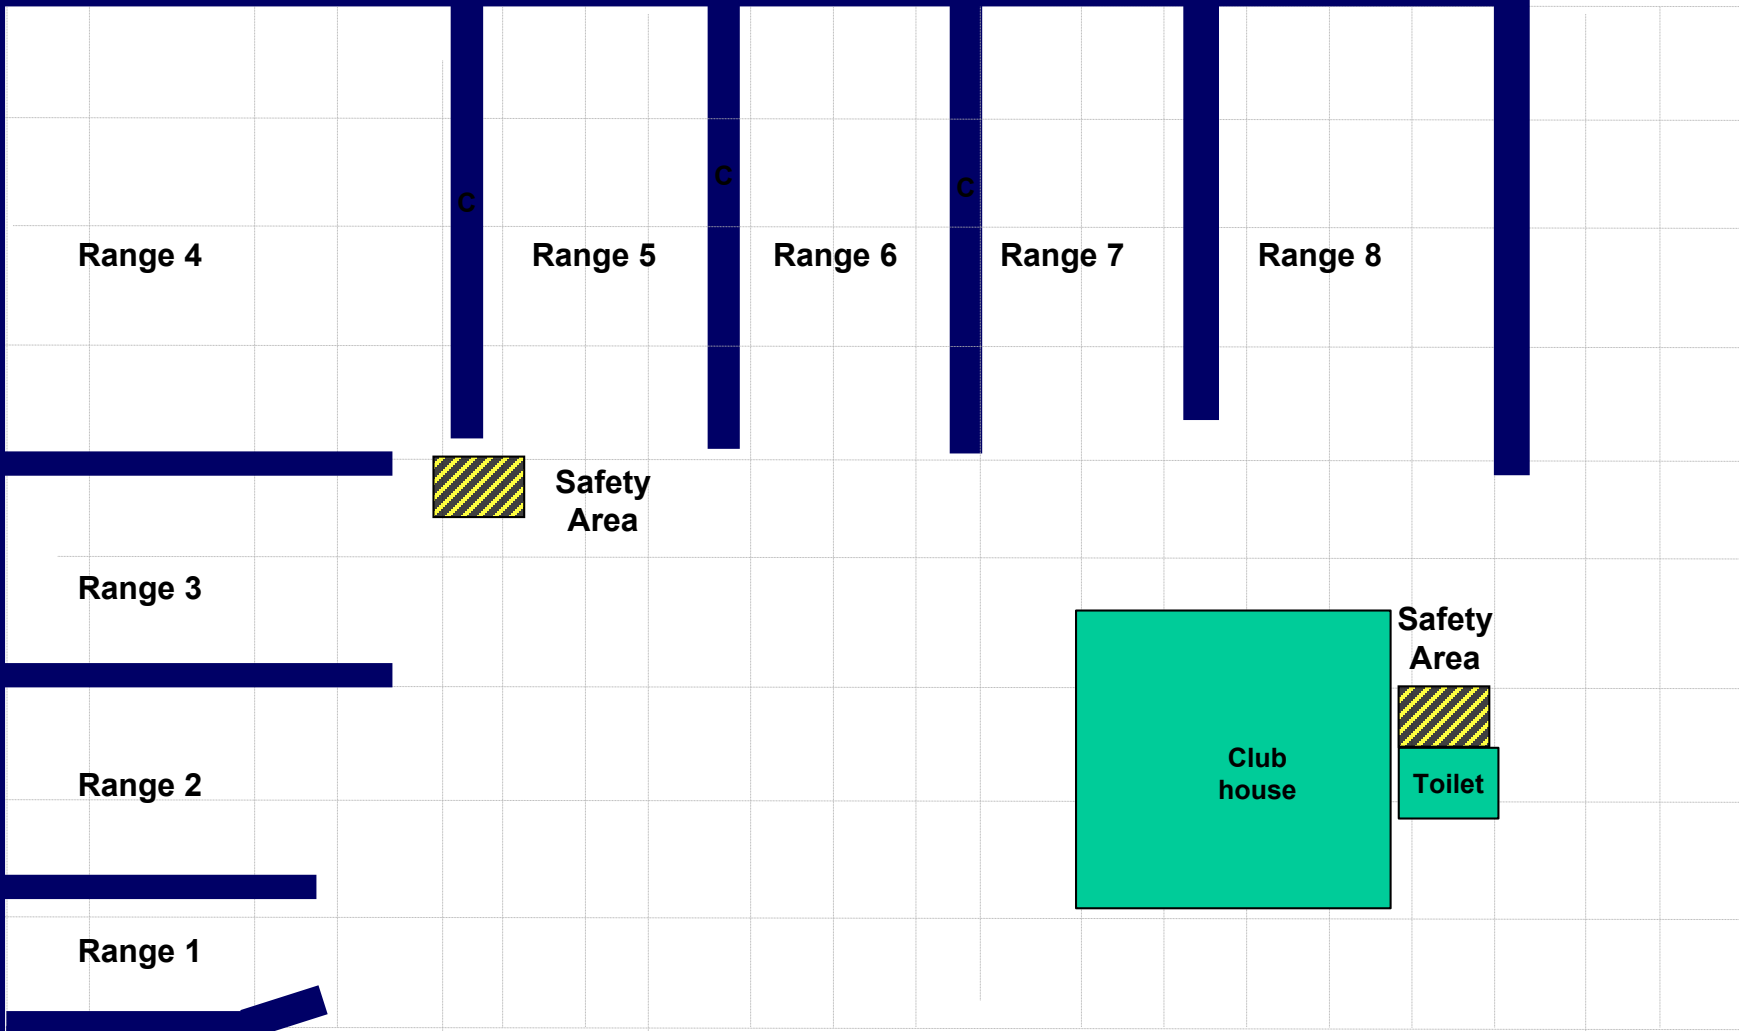 C
C
C
Range 4
Range 5
Range 6
Range 7
Range 8
Safety
Area
Range 3
Safety
Area
Range 2
Club
house
Toilet
Range 1